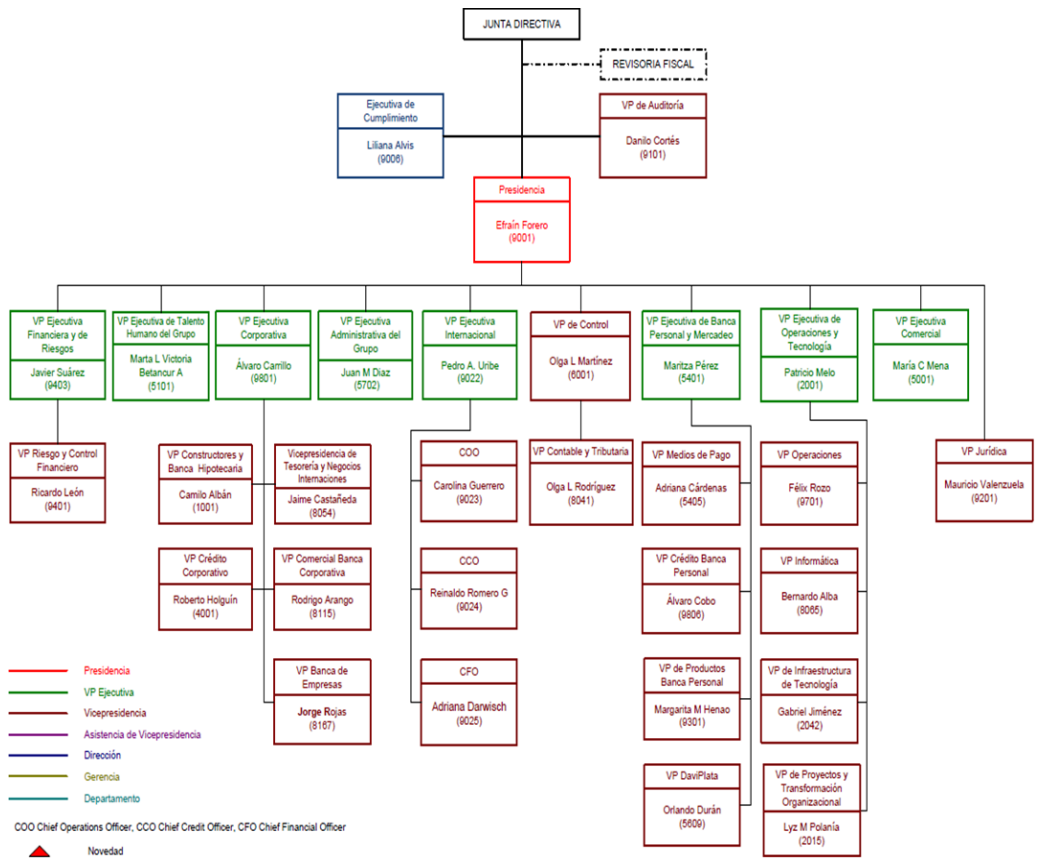 JUNTA DIRECTIVA
REVISORIA FISCAL
Ejecutiva de
Cumplimiento
Liliana Alvis
(9006)
VP de Auditoría
Danilo Cortés
(9101)
Presidencia
Efraín Forero
(9001)
VP Ejecutiva
Financiera y de
Riesgos
Javier Suárez
(9403)
VP Ejecutiva de Talento
Humano del Grupo
Marta L Victoria
Betancur A
(5101)
VP Ejecutiva
Corporativa
Álvaro Carrillo
(9801)
VP Ejecutiva
Administrativa del
Grupo
Juan M Diaz
(5702)
VP Ejecutiva
Internacional
Pedro A. Uribe
(9022)
VP de Control
Olga L Martínez
(6001)
VP Ejecutiva de Banca
Personal y Mercadeo
Maritza Pérez
(5401)
VP Ejecutiva de
Operaciones y
Tecnología
Patricio Melo
(2001)
VP Ejecutiva
Comercial
María C Mena
(5001)
VP Riesgo y Control
Financiero
Ricardo León
(9401)
VP Constructores y
Banca Hipotecaria
Camilo Albán
(1001)
Vicepresidencia de
Tesorería y Negocios
Internaciones
Jaime Castañeda
(8054)
COO
Carolina Guerrero
(9023)
VP Contable y Tributaria
Olga L Rodríguez
(8041)
VP Medios de Pago
Adriana Cárdenas
(5405)
VP Operaciones
Félix Rozo
(9701)
VP Jurídica
Mauricio Valenzuela
(9201)
VP Crédito
Corporativo
Roberto Holguín
(4001)
VP Comercial Banca
Corporativa
Rodrigo Arango
(8115)
CCO
Reinaldo Romero G
(9024)
VP Crédito Banca
Personal
Álvaro Cobo
(9806)
VP Informática
Bernardo Alba
(8065)
VP Banca de
Empresas
Jorge Rojas
(8167)
CFO
Adriana Darwisch
(9025)
VP de Productos
Banca Personal
Margarita M Henao
(9301)
VP de Infraestructura
de Tecnología
Gabriel Jiménez
(2042)
VP DaviPlata
Orlando Durán
(5609)
VP de Proyectos y
Transformación
Organizacional
Lyz M Polanía
(2015)
Presidencia
VP Ejecutiva
Vicepresidencia
Asistencia de Vicepresidencia
Dirección
Gerencia
Departamento
COO Chief Operations Officer, CCO Chief Credit Officer, CFO Chief Financial Officer
Novedad